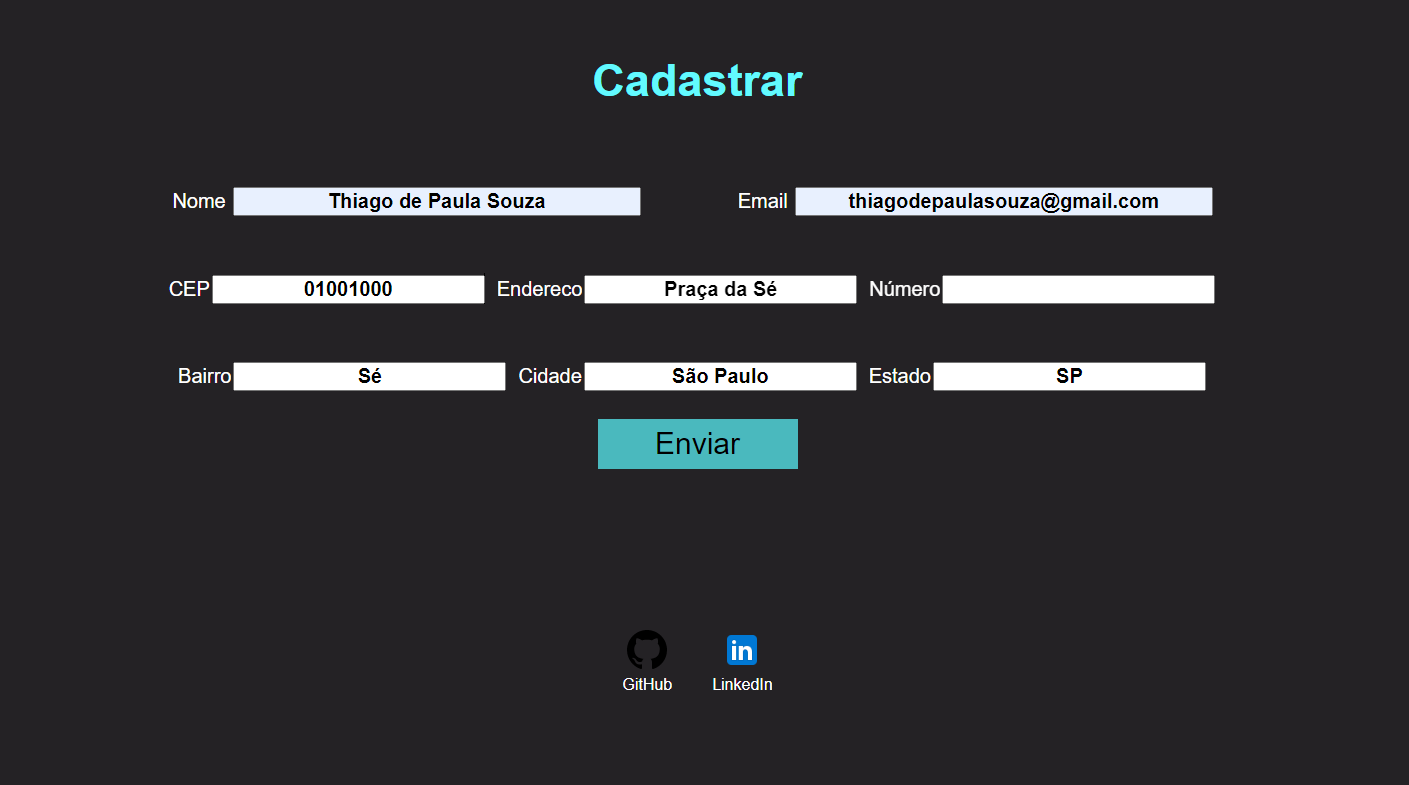 Cadastrar
Nome Thiago de Paula Souza Email thiagodepaulasouza@gmail.com
CEP 01001000 Endereco Praça da Sé Número
Bairro Sé Cidade São Paulo Estado SP
Enviar
in
GitHub LinkedIn